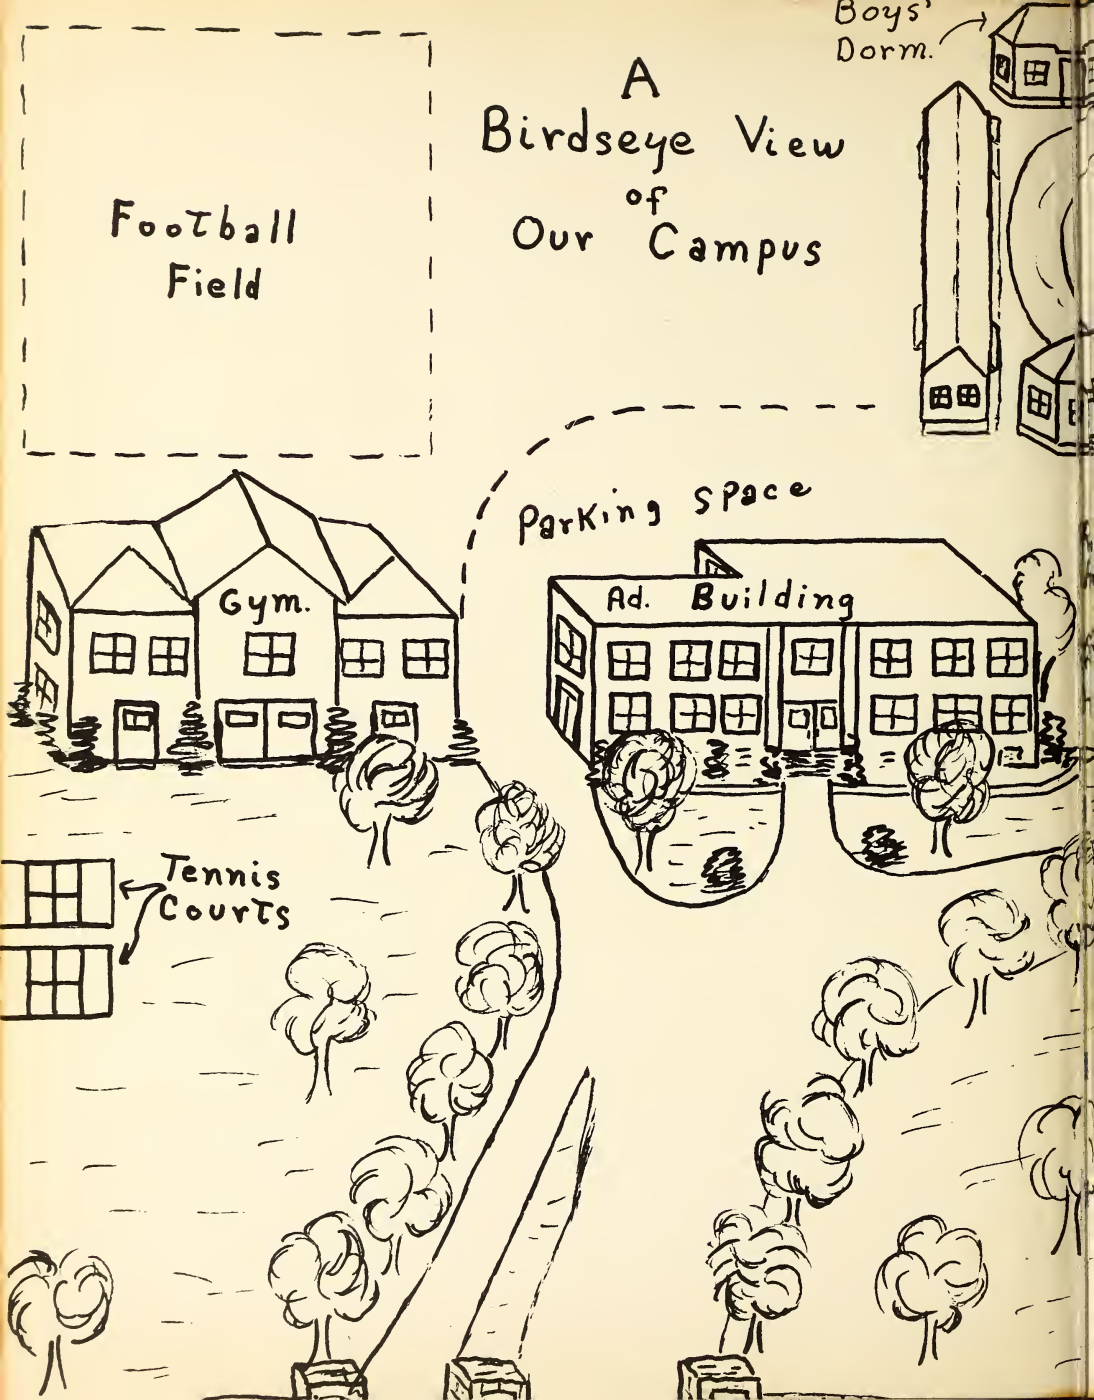 Boys'
Dorm.
A
Birdseye View
of
Our Campus
Football
Field
Parking Space
Gym.
Ad. Building
Tennis
Courts